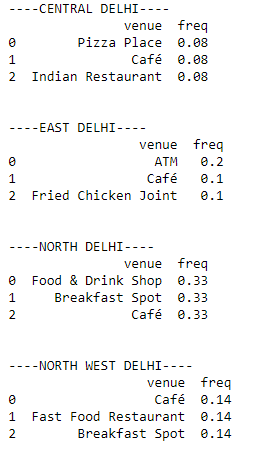 ----CENTRAL DELHI----
venue freq
0 Pizza Place 0.08
1 Café 0.08
2 Indian Restaurant 0.08
----EAST DELHI----
venue freq
0 ATM 0.2
1 Café 0.1
2 Fried Chicken Joint 0.1
----NORTH DELHI----
venue freq
0 Food & Drink Shop 0.33
1 Breakfast Spot 0.33
2 Café 0.33
----NORTH WEST DELHI----
venue freq
0 Café 0.14
1 Fast Food Restaurant 0.14
2 Breakfast Spot 0.14